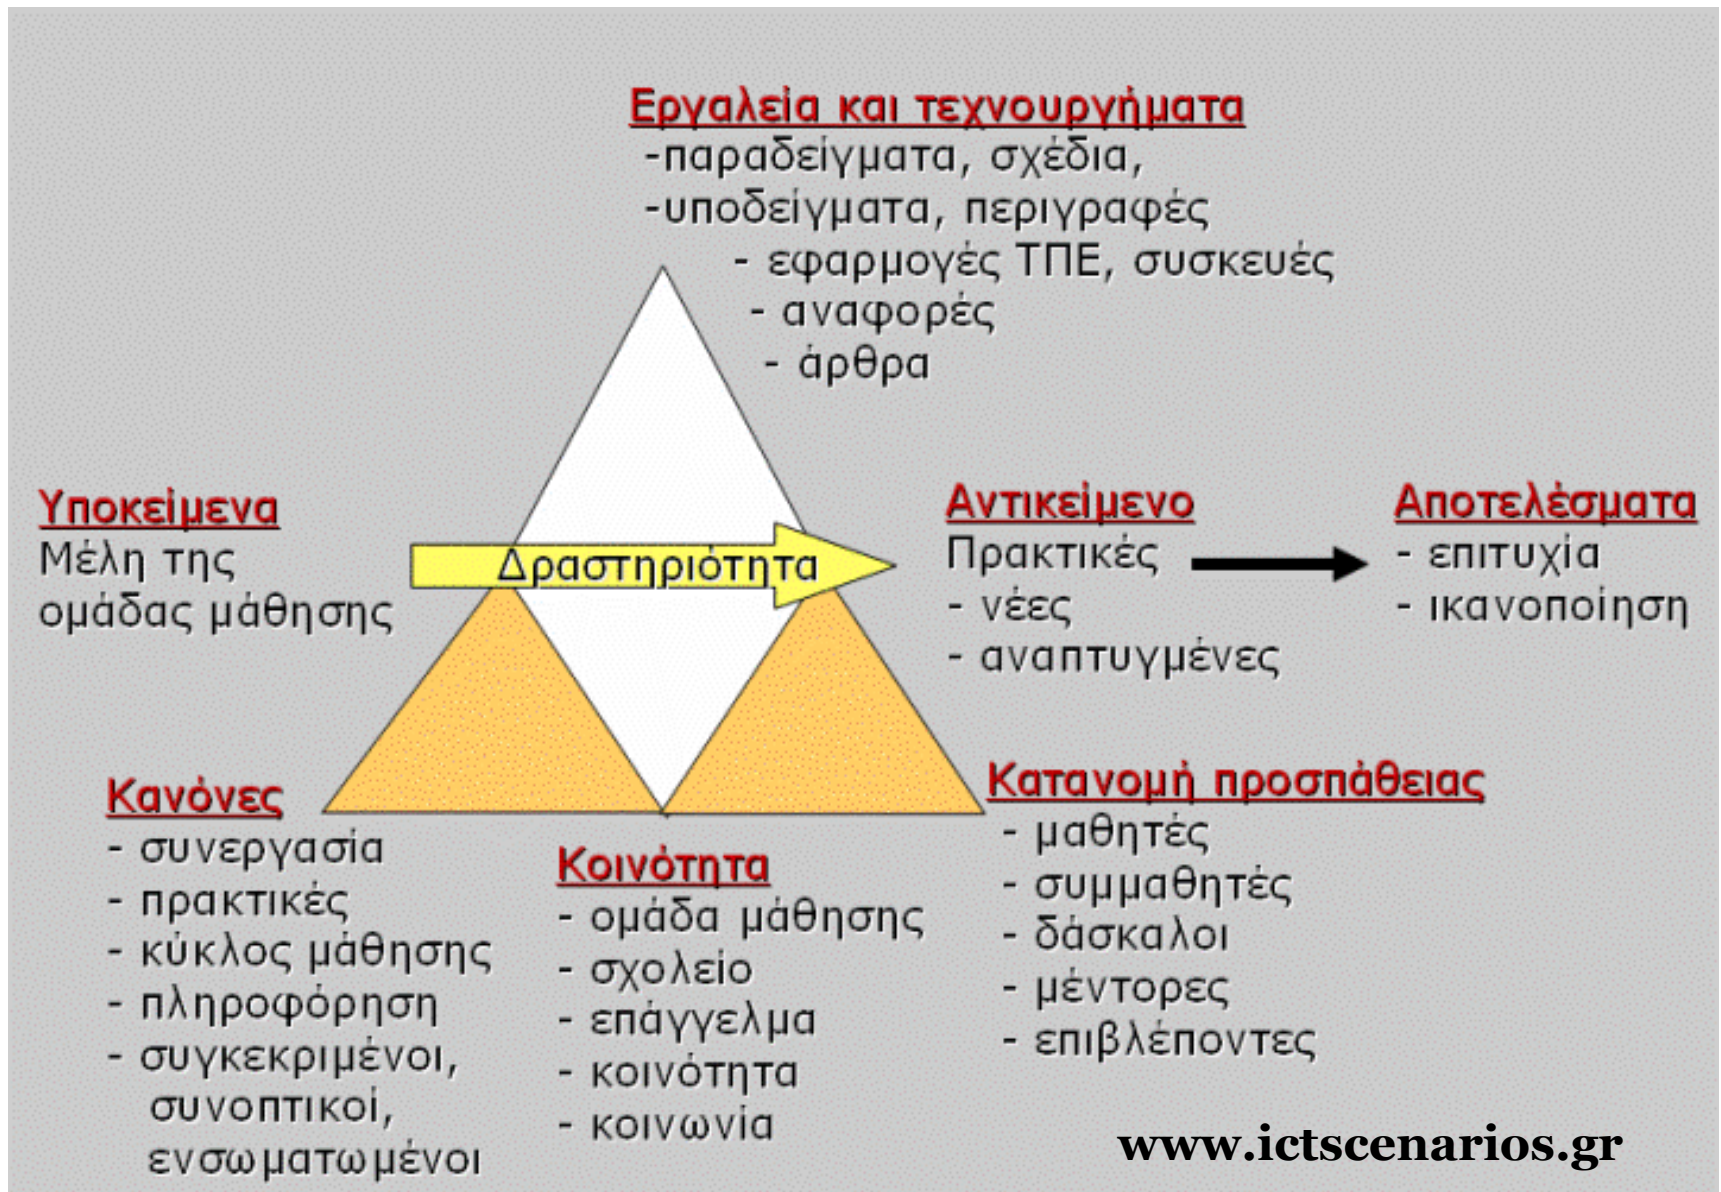 Εργαλεία και τεχνουργήματα
-παραδείγματα, σχέδια,
-υποδείγματα, περιγραφές
- εφαρμογές ΤΠΕ, συσκευές
- αναφορές
- άρθρα
Υποκείμενα
Μέλη της
ομάδας μάθησης
Δραστηριότητα
Αντικείμενο
Πρακτικές
- νέες
- αναπτυγμένες
Αποτελέσματα
- επιτυχία
- ικανοποίηση
Κανόνες
- συνεργασία
- πρακτικές
- κύκλος μάθησης
- πληροφόρηση
- συγκεκριμένοι,
συνοπτικοί,
ενσωματωμένοι
Κοινότητα
- ομάδα μάθησης
- σχολείο
- επάγγελμα
- κοινότητα
- κοινωνία
Κατανομή προσπάθειας
- μαθητές
- συμμαθητές
- δάσκαλοι
- μέντορες
- επιβλέποντες
www.ictscenarios.gr